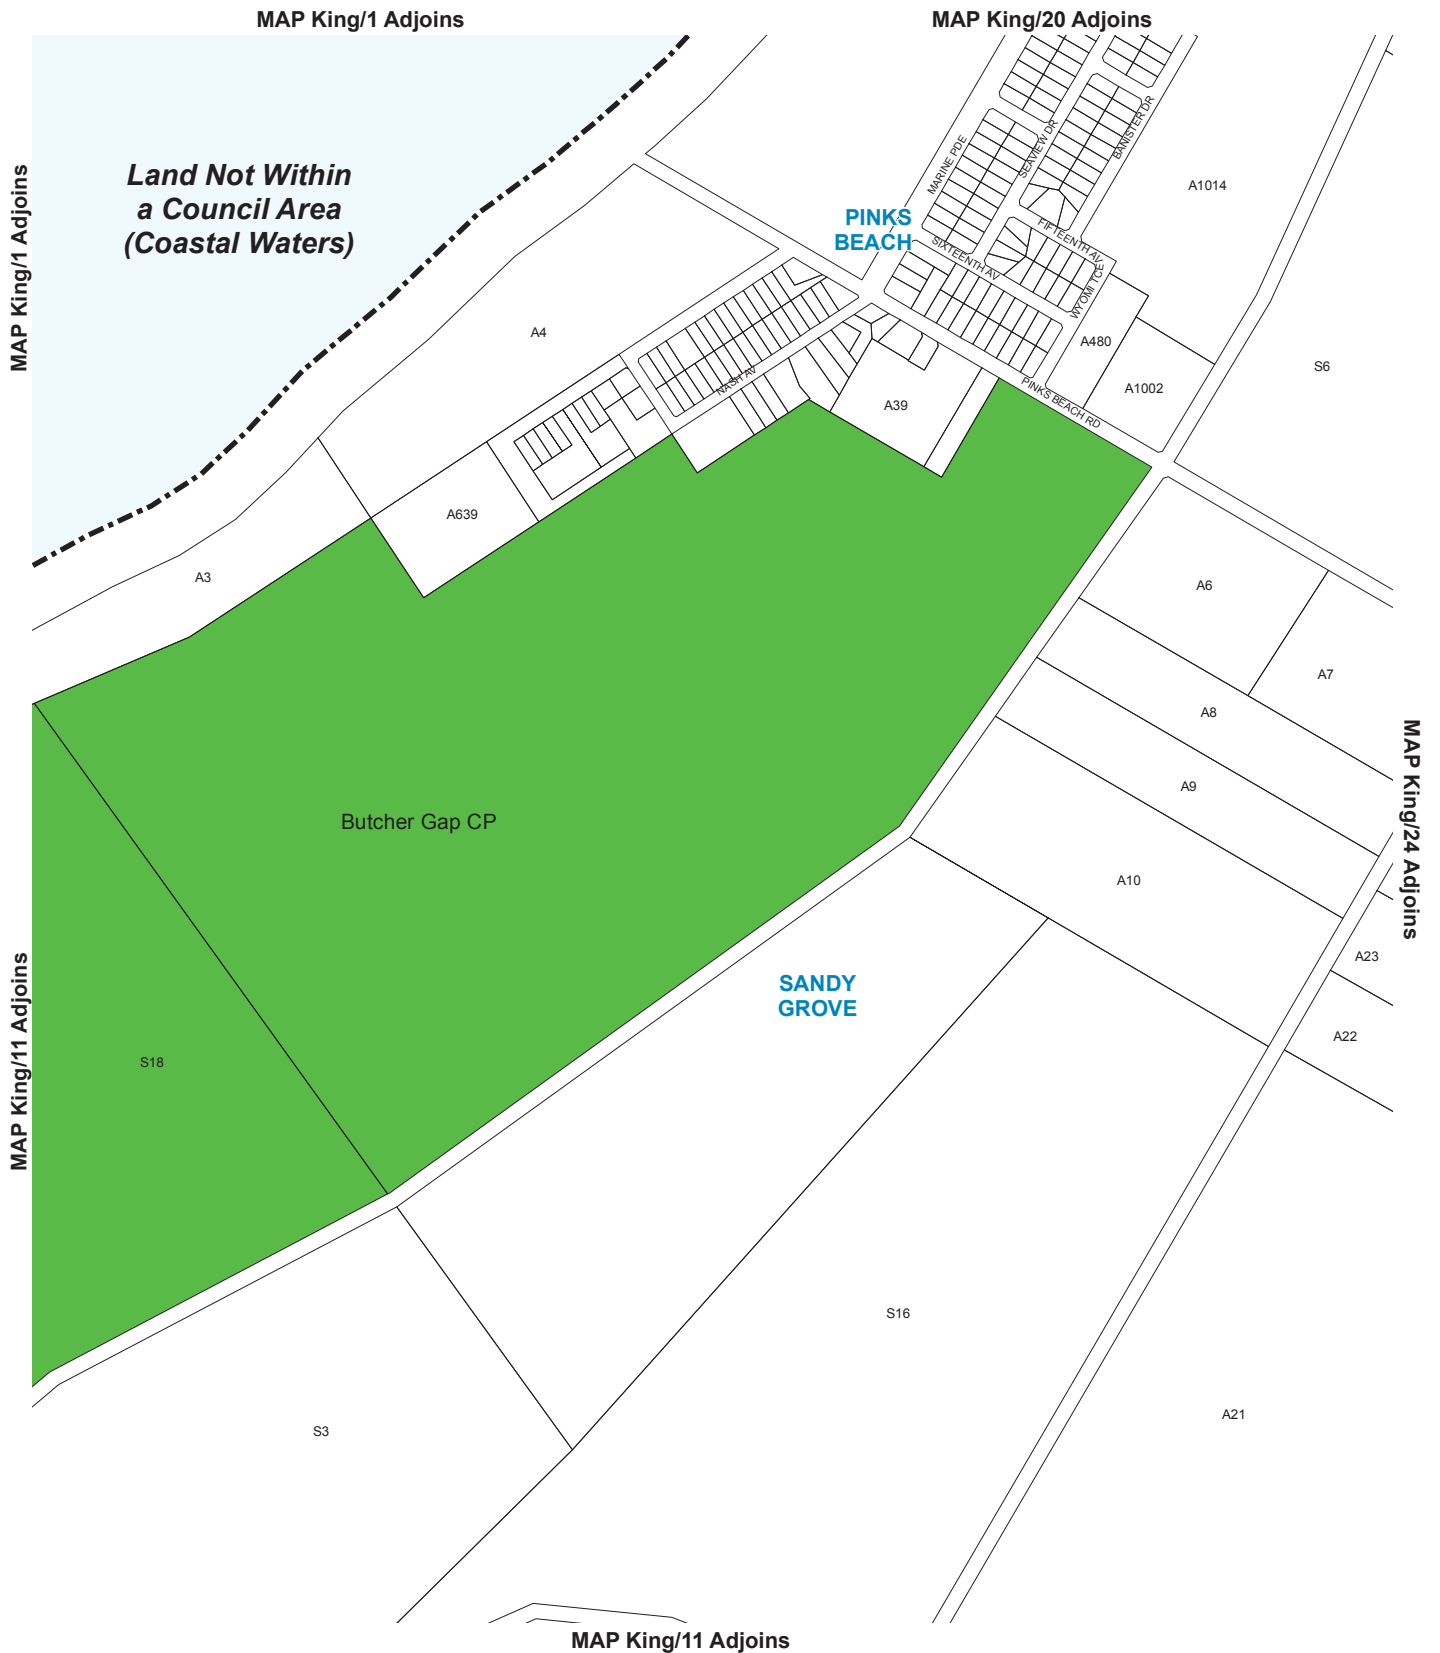 MAP King/1 Adjoins
MAP King/20 Adjoins
MAP King/1 Adjoins
Land Not Within
a Council Area
(Coastal Waters)
MARINE PDE
SEAVIEW DR
BANISTER DR
A1014
PINKS
BEACH
SIXTEENTH AV
FIFTEENTH AV
WYOMI TCE
A4
A480
S6
NASH AV
A39
PINKS BEACH RD
A1002
A639
A3
A6
A7
A8
A9
MAP King/24 Adjoins
Butcher Gap CP
A10
A23
SANDY
GROVE
A22
MAP King/11 Adjoins
S18
S16
A21
S3
MAP King/11 Adjoins